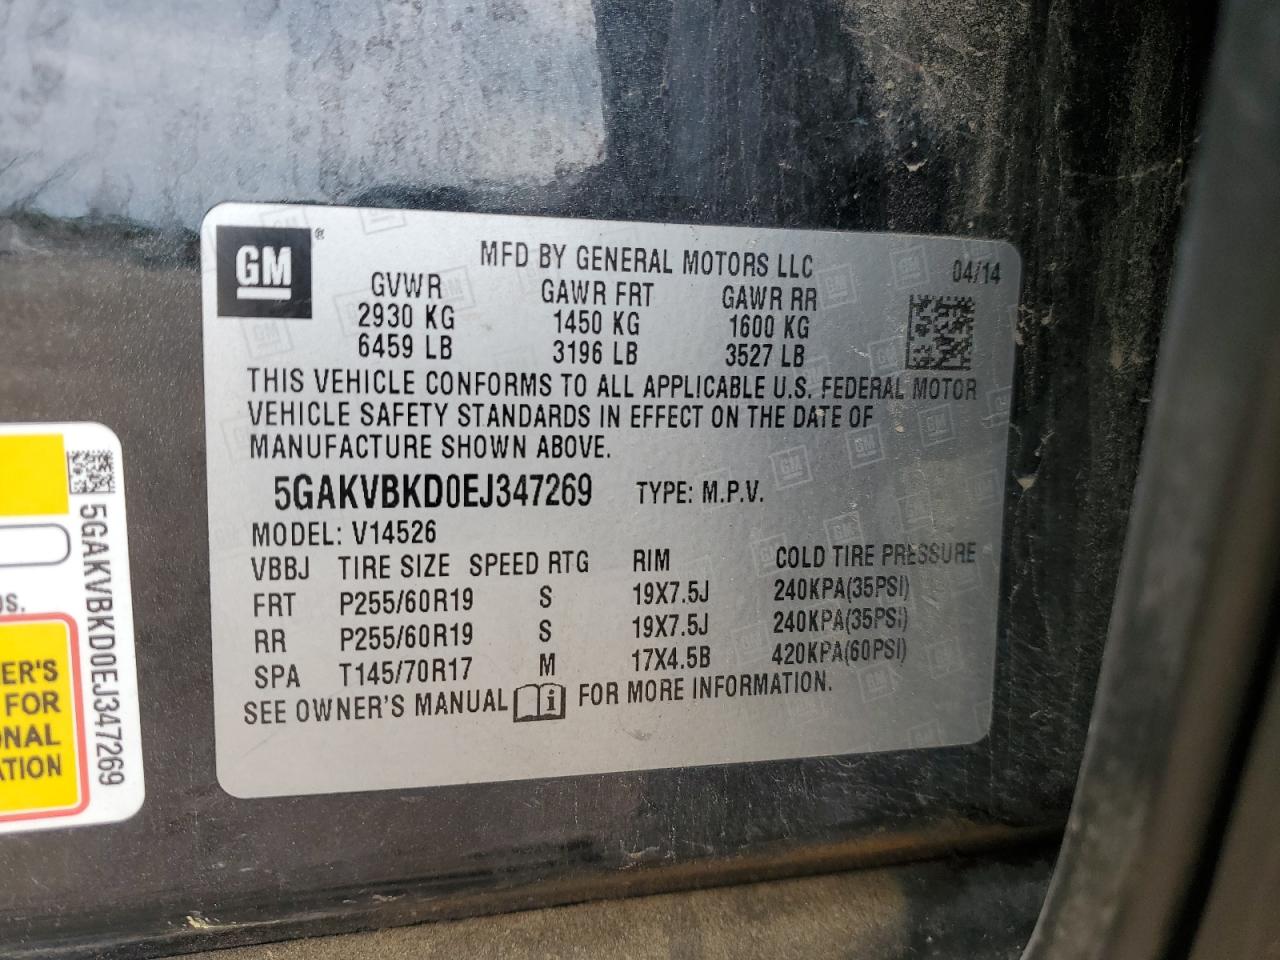 GM ®
MFD BY GENERAL MOTORS LLC
04/14
GVWR GAWR FRT GAWR RR
2930 KG 1450 KG 1600 KG
6459 LB 3196 LB 3527 LB
THIS VEHICLE CONFORMS TO ALL APPLICABLE U.S. FEDERAL MOTOR
VEHICLE SAFETY STANDARDS IN EFFECT ON THE DATE OF
MANUFACTURE SHOWN ABOVE.
5GAKVBKD0EJ347269 TYPE: M.P.V.
MODEL: V14526
VBBJ TIRE SIZE SPEED RTG RIM COLD TIRE PRESSURE
FRT P255/60R19 S 19X7.5J 240KPA(35PSI)
RR P255/60R19 S 19X7.5J 240KPA(35PSI)
SPA T145/70R17 M 17X4.5B 420KPA(60PSI)
SEE OWNER'S MANUAL i FOR MORE INFORMATION.
5GAKVBKD0EJ347269
ER'S
FOR
NAL
TION